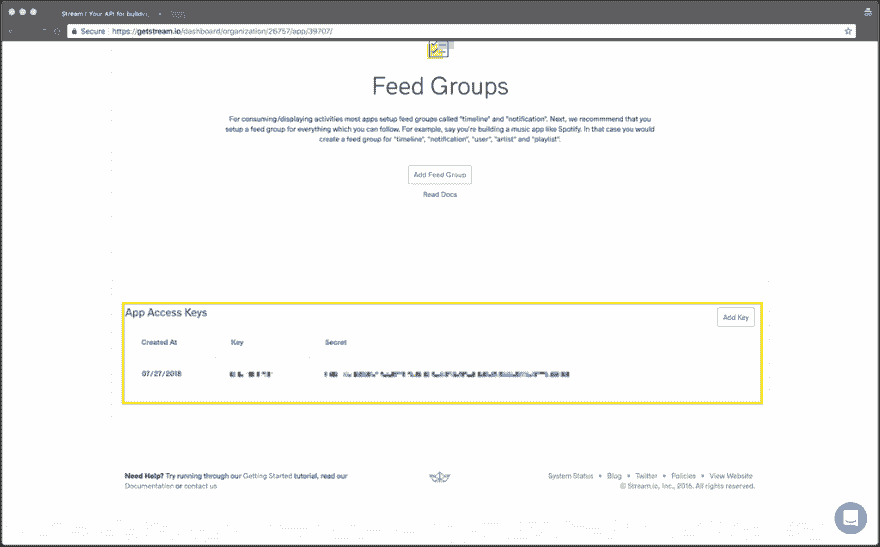 Stream | Your API for buildin
Secure
https://getstream.io/dashboard/organization/26757/app/39707/
Feed Groups
For consuming/displaying activities most apps setup feed groups called "timeline" and "notification". Next, we recommmend that you
setup a feed group for everything which you can follow. For example, say you're building a music app like Spotify. In that case you would
create a feed group for "timeline", "notification", "user", "artist" and "playlist".
Add Feed Group
Read Docs
App Access Keys
Add Key
Created At Key Secret
07/27/2018
Need Help? Try running through our Getting Started tutorial, read our
Documentation or contact us
System Status • Blog • Twitter • Policies • View Website
© Stream.io, Inc., 2018. All rights reserved.